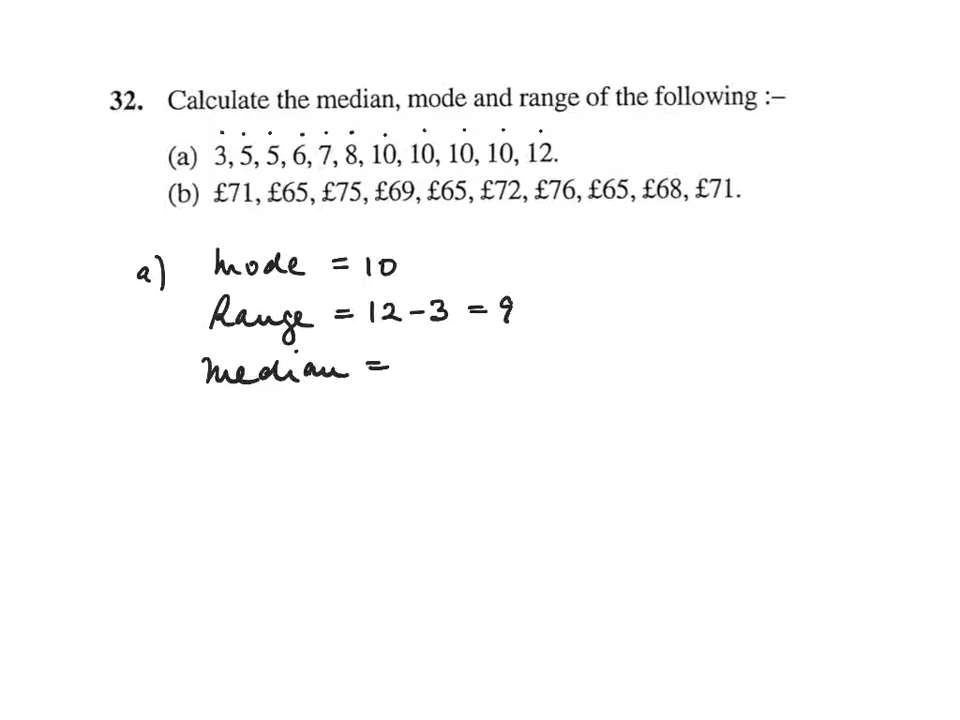 32. Calculate the median, mode and range of the following :–
(a) 3, 5, 5, 6, 7, 8, 10, 10, 10, 10, 12.
(b) £71, £65, £75, £69, £65, £72, £76, £65, £68, £71.
a) mode = 10
Range = 12 - 3 = 9
median =